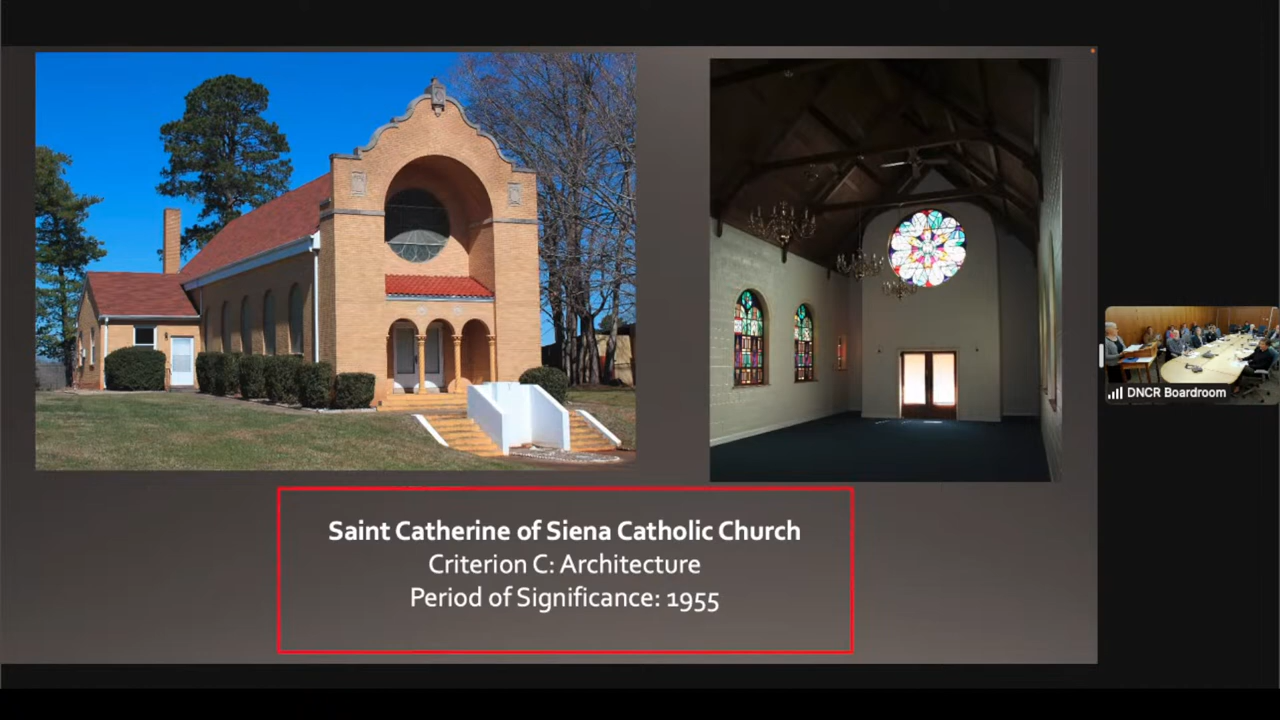 Saint Catherine of Siena Catholic Church
Criterion C: Architecture
Period of Significance: 1955
DNCR Boardroom